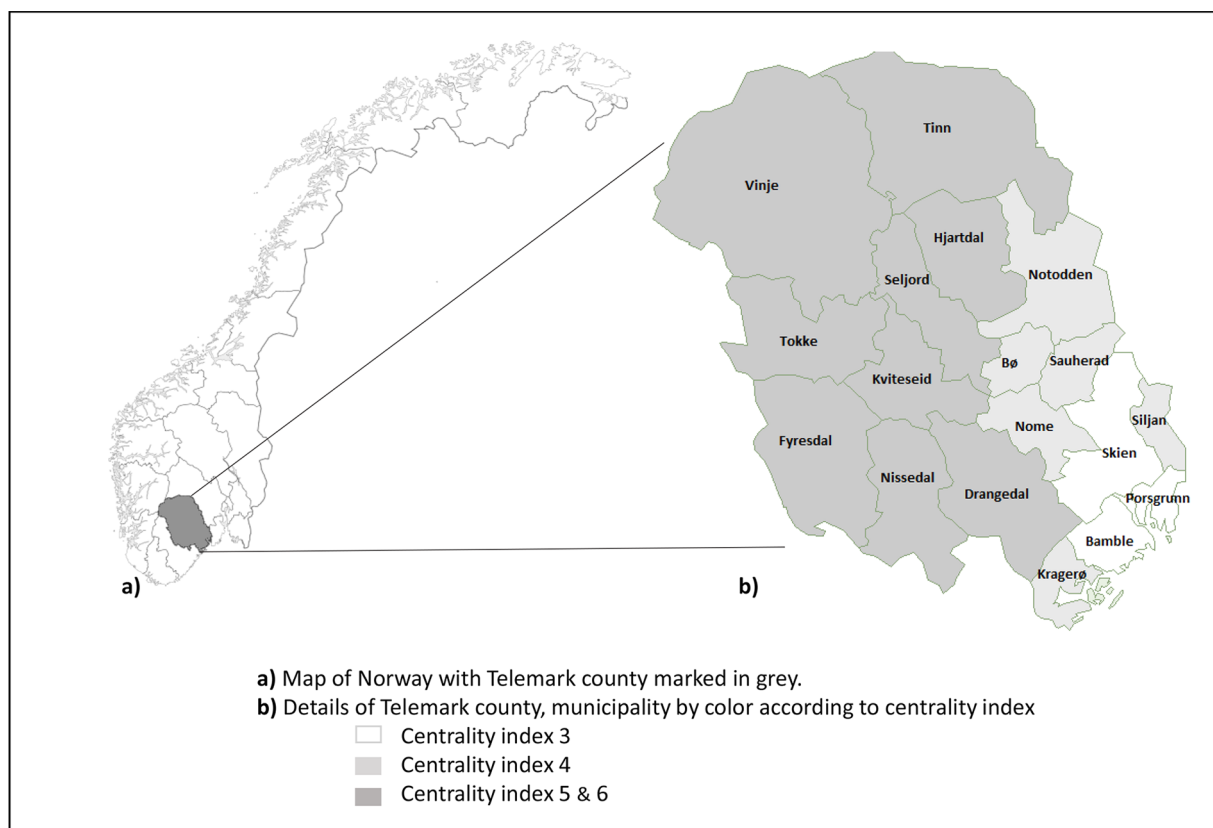 Tinn
Vinje
Hjartdal
Seljord
Notodden
Tokke
Bø
Sauherad
Kviteseid
Siljan
Nome
Fyresdal
Skien
Nissedal
Drangedal
Porsgrunn
Bamble
Kragerø
a)
b)
a) Map of Norway with Telemark county marked in grey.
b) Details of Telemark county, municipality by color according to centrality index
Centrality index 3
Centrality index 4
Centrality index 5 & 6